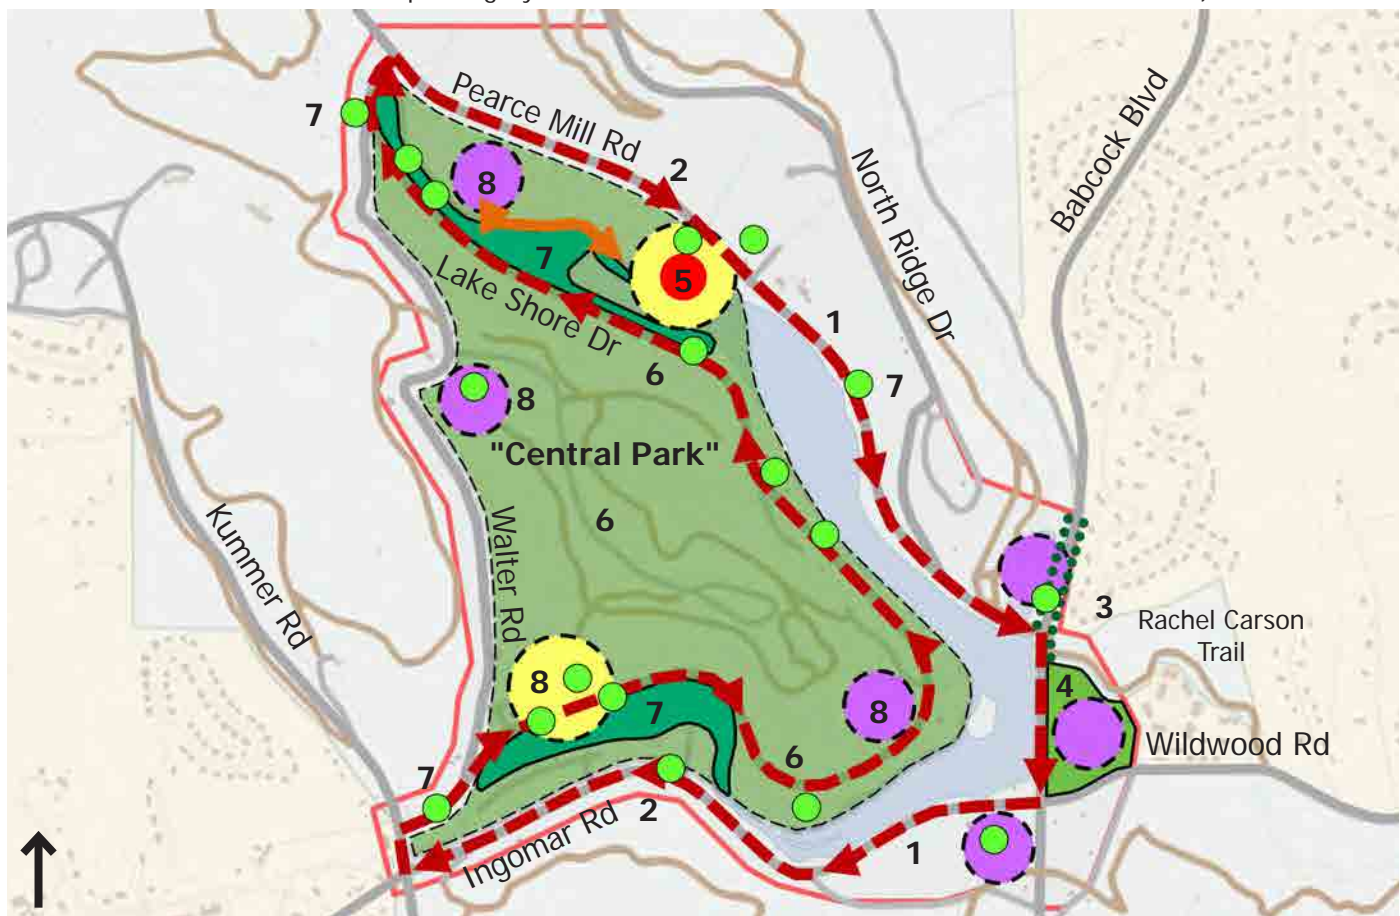 7
Pearce Mill Rd
2
8
North Ridge Dr
Babcock Blvd
7
5
Lake Shore Dr
1
6
7
8
"Central Park"
6
Kummer Rd
Walter Rd
3
Rachel Carson
Trail
8
4
7
8
Wildwood Rd
6
7
2
Ingomar Rd
1